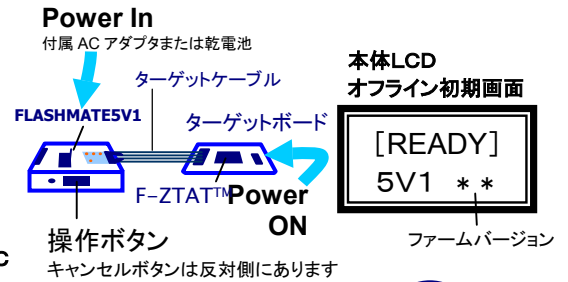 Power In
付属 AC アダプタまたは乾電池
ターゲットケーブル
FLASHMATE5V1
ターゲットボード
F-ZTAT™
Power
ON
操作ボタン
キャンセルボタンは反対側にあります
C
本体LCD
オフライン初期画面
[READY]
5V1 **
ファームバージョン